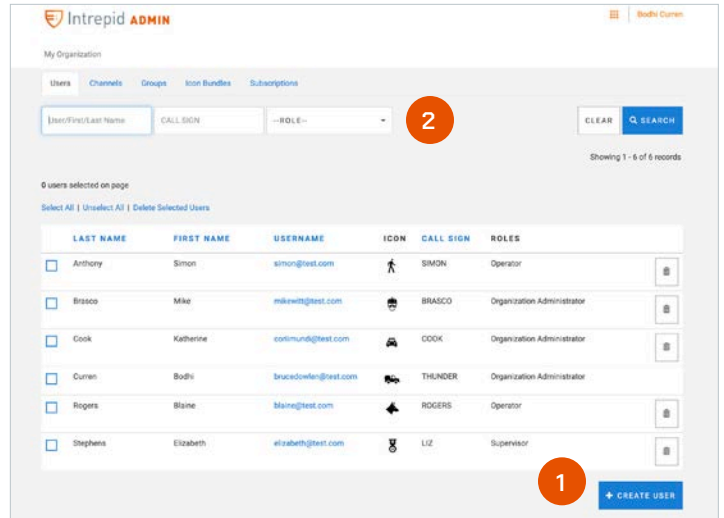 Intrepid ADMIN
Bodhi Curren
My Organization
Users Channels Groups Icon Bundles Subscriptions
User/First/Last Name CALL SIGN --ROLE-- 2 CLEAR SEARCH
Showing 1 - 6 of 6 records
0 users selected on page
Select All | Unselect All | Delete Selected Users
LAST NAME FIRST NAME USERNAME ICON CALL SIGN ROLES
Anthony Simon simon@test.com SIMON Operator
Brasco Mike mikewitt@test.com BRASCO Organization Administrator
Cook Katherine corlimundi@test.com COOK Organization Administrator
Curren Bodhi brucedowlen@test.com THUNDER Organization Administrator
Rogers Blaine blaine@test.com ROGERS Operator
Stephens Elizabeth elizabeth@test.com LIZ Supervisor
1 + CREATE USER